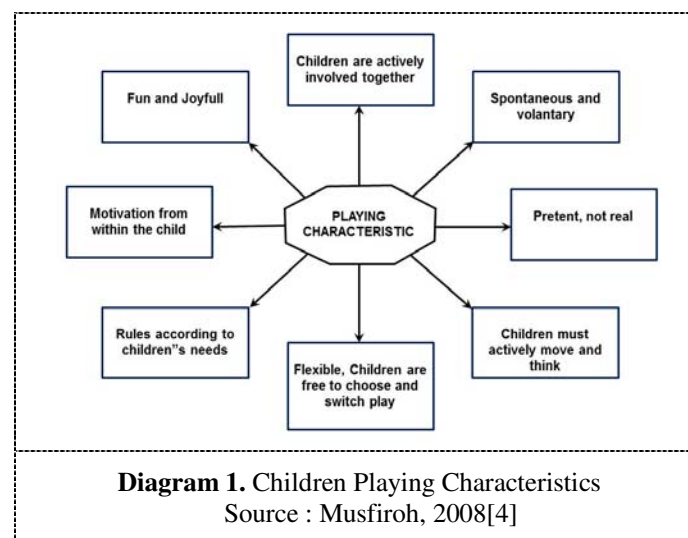 Children are actively
involved together
Fun and Joyfull
Spontaneous and
volantary
Motivation from
within the child
PLAYING
CHARACTERISTIC
Pretent, not real
Rules according to
children"s needs
Children must
actively move and
think
Flexible, Children are
free to choose and
switch play
Diagram 1. Children Playing Characteristics
Source : Musfiroh, 2008[4]